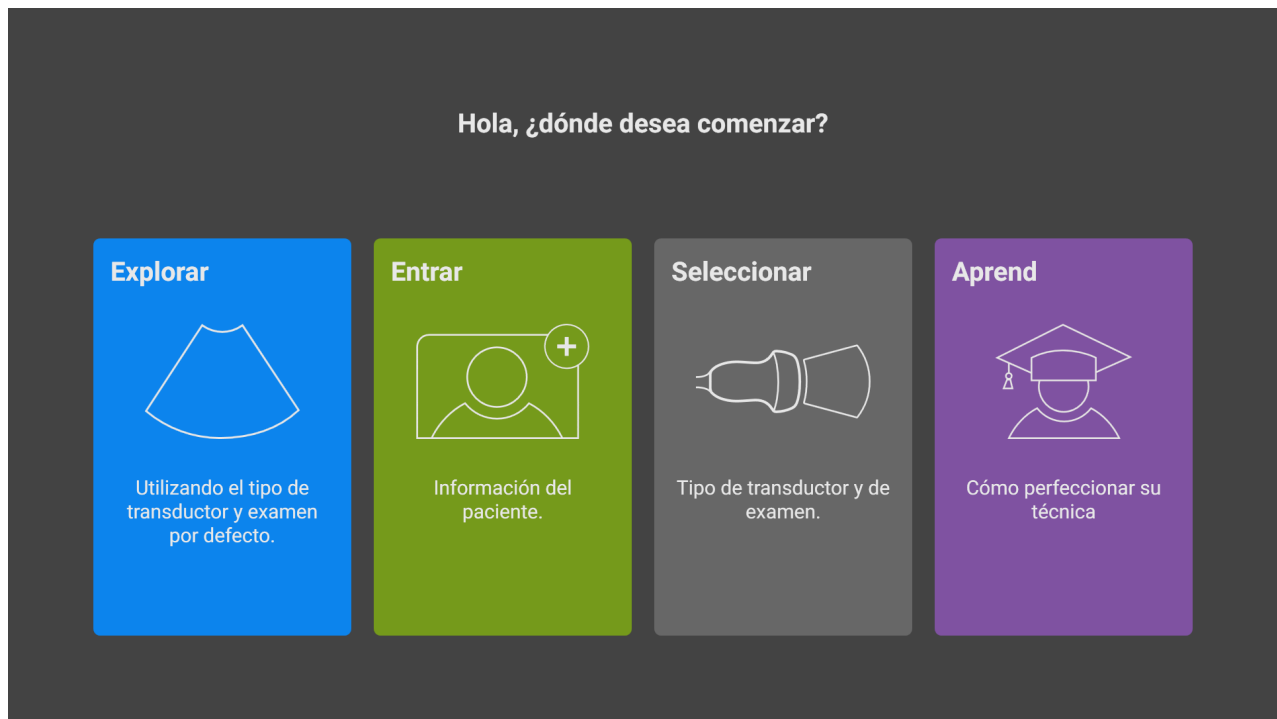 Hola, ¿dónde desea comenzar?
Explorar
Utilizando el tipo de
transductor y examen
por defecto.
Entrar
Información del
paciente.
Seleccionar
Tipo de transductor y de
examen.
Aprend
Cómo perfeccionar su
técnica